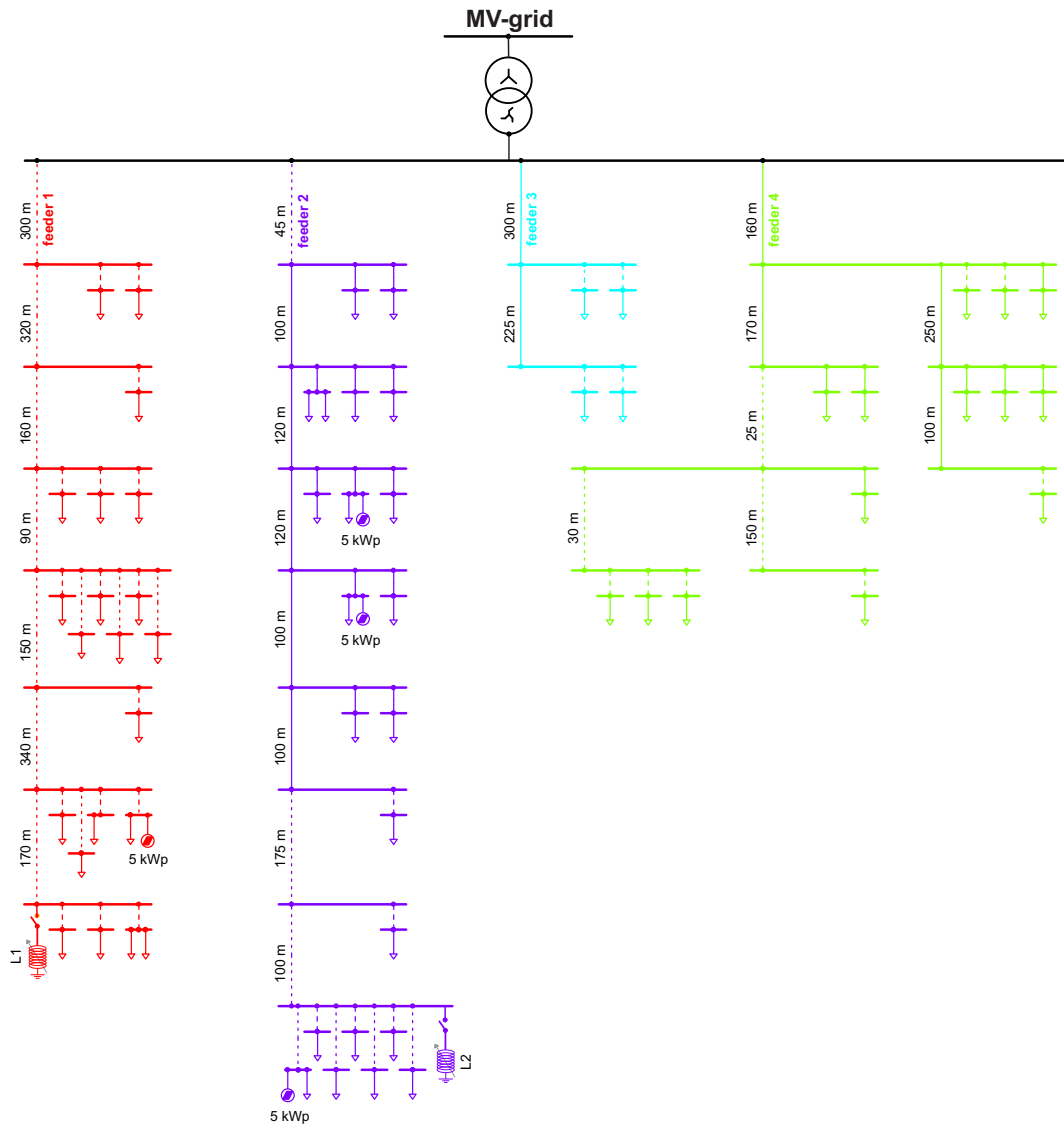 MV-grid
300 m
feeder 1
45 m
feeder 2
300 m
feeder 3
160 m
feeder 4
320 m
100 m
225 m
170 m
250 m
160 m
120 m
25 m
100 m
90 m
120 m
5 kWp
30 m
150 m
150 m
100 m
5 kWp
340 m
100 m
170 m
5 kWp
175 m
L1
100 m
L2
5 kWp